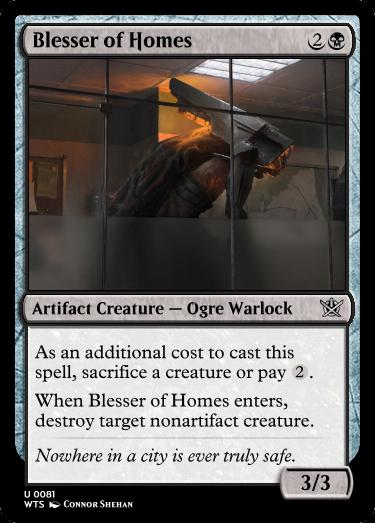 Blesser of Homes 2
Artifact Creature — Ogre Warlock
As an additional cost to cast this
spell, sacrifice a creature or pay 2.
When Blesser of Homes enters,
destroy target nonartifact creature.
Nowhere in a city is ever truly safe.
3/3
U 0081
WTS Connor Shehan